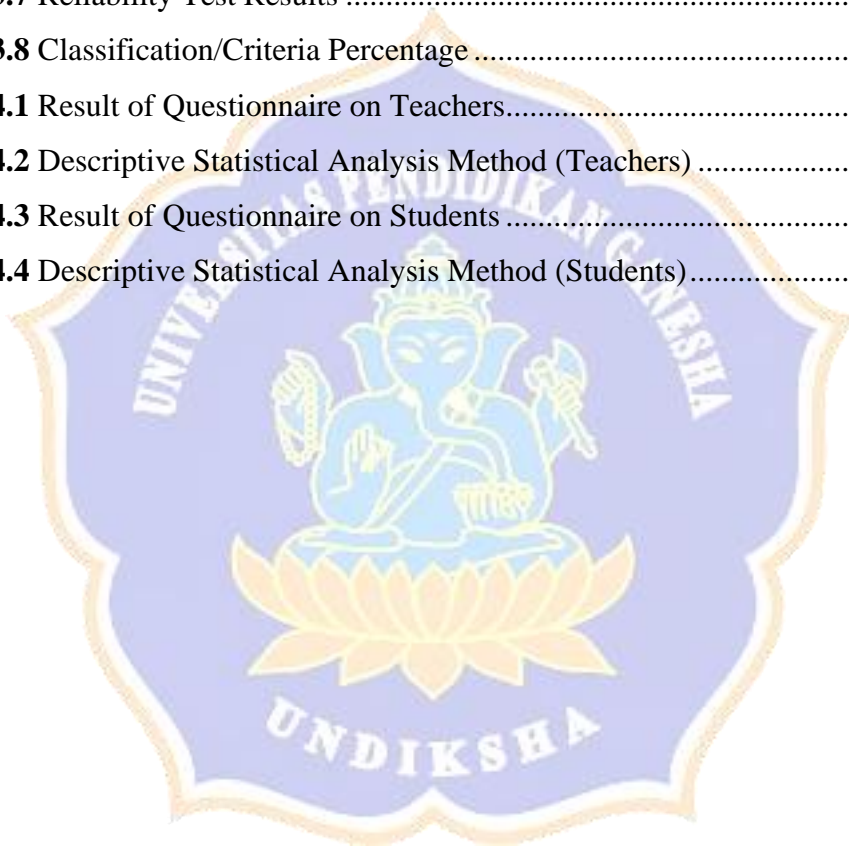 3.7 Reliability Test Results ....................................................................
3.8 Classification/Criteria Percentage ....................................................
4.1 Result of Questionnaire on Teachers................................................
4.2 Descriptive Statistical Analysis Method (Teachers) ......................
4.3 Result of Questionnaire on Students ................................................
4.4 Descriptive Statistical Analysis Method (Students).......................
UNIVERSITAS PENDIDIKAN GANESHA
UNDIKSHA